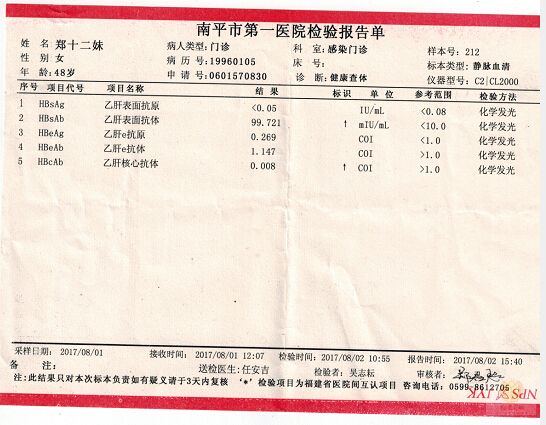 南平市第一医院检验报告单
姓 名:郑十二妹 病人类型:门诊 科 室:感染门诊 样本号:212
性 别:女 病 历 号:19960105 床 号: 标本类型:静脉血清
年 龄:48岁 申 请 号:0601570830 诊 断:健康查体 仪器型号:C2|CL2000
序号 项目代号 项目名称 结 果 标识 单 位 参考范围 检验方法
1 HBsAg 乙肝表面抗原 <0.05 IU/mL <0.08 化学发光
2 HBsAb 乙肝表面抗体 99.721 ↑ mIU/mL <10.0 化学发光
3 HBeAg 乙肝e抗原 0.269 COI <1.0 化学发光
4 HBeAb 乙肝e抗体 1.147 COI >1.0 化学发光
5 HBcAb 乙肝核心抗体 0.008 ↑ COI >1.0 化学发光
采样日期: 2017/08/01 接收时间: 2017/08/01 12:07 检验时间: 2017/08/02 10:55 报告时间: 2017/08/02 15:40
备 注: 送检医生:任安吉 检验者: 吴志耘 审核者:
注:此结果只对本次标本负责如有疑义请于3天内复核 '*' 检验项目为福建省医院间互认项目 咨询电话: 0599-8612705
NPS JYK